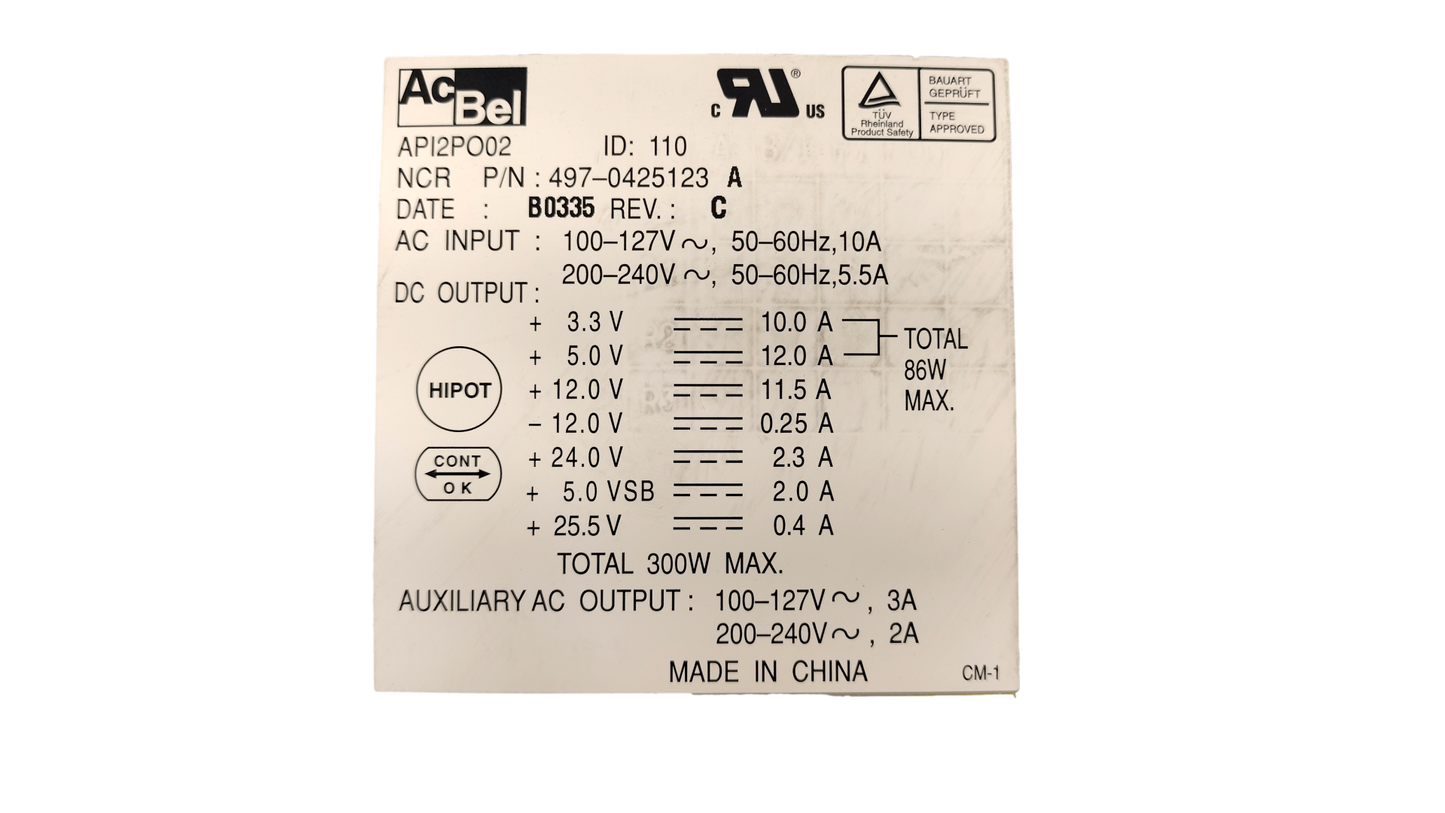 AcBel
c RU ® US
TÜV Rheinland Product Safety
BAUART GEPRÜFT
TYPE APPROVED
API2PO02 ID: 110
NCR P/N : 497–0425123 A
DATE : B0335 REV. : C
AC INPUT : 100–127V～, 50–60Hz,10A
200–240V～, 50–60Hz,5.5A
DC OUTPUT :
+ 3.3 V 10.0 A
+ 5.0 V 12.0 A
TOTAL
86W
MAX.
+ 12.0 V 11.5 A
– 12.0 V 0.25 A
+ 24.0 V 2.3 A
+ 5.0 VSB 2.0 A
+ 25.5 V 0.4 A
HIPOT
CONT
OK
TOTAL 300W MAX.
AUXILIARY AC OUTPUT : 100–127V～ , 3A
200–240V～ , 2A
MADE IN CHINA
CM-1